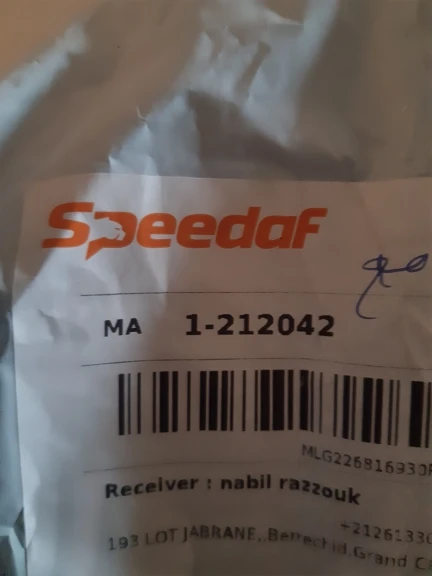 Speedaf
MA 1-212042
MLG226816930
Receiver : nabil razzouk
+21261330
193 LOT JABRANE,,Berrechid,Grand